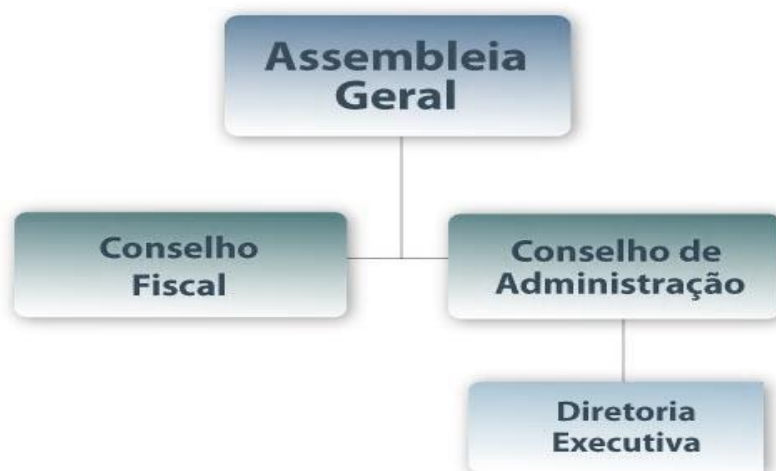 Assembleia
Geral
Conselho
Fiscal
Conselho de
Administração
Diretoria
Executiva